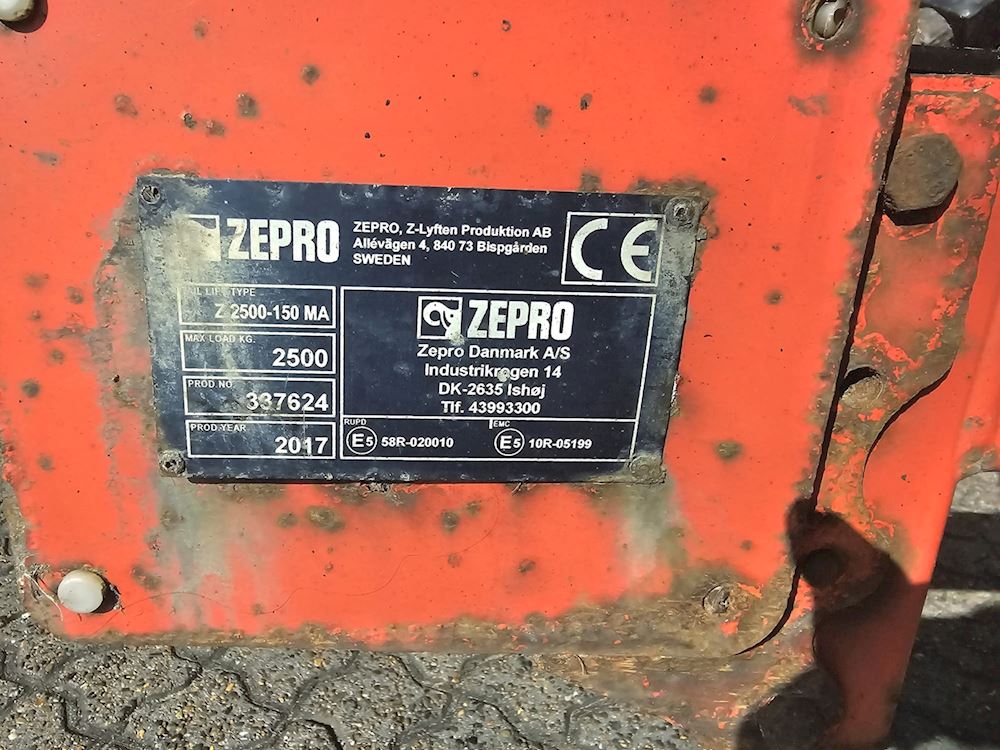 ZEPRO
ZEPRO, Z-Lyften Produktion AB
Allévägen 4, 840 73 Bispgården
SWEDEN
CE
TAIL LIFT TYPE
Z 2500-150 MA
MAX LOAD KG.
2500
PROD.NO.
337624
PROD.YEAR
2017
ZEPRO
Zepro Danmark A/S
Industrikrogen 14
DK-2635 Ishøj
Tlf. 43993300
RUPD
E5 58R-020010
EMC
E5 10R-05199